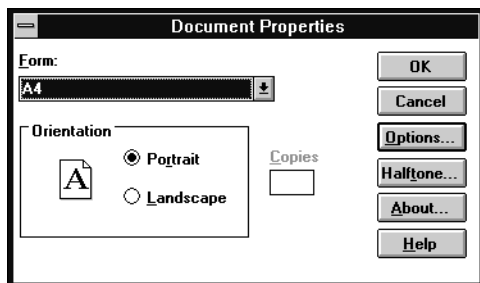 Document Properties
Form:
A4
Orientation
A
Portrait
Landscape
Copies
OK
Cancel
Options...
Halftone...
About...
Help